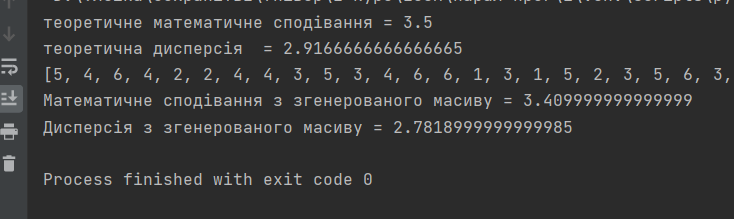 теоретичне математичне сподівання = 3.5
теоретична дисперсія  = 2.9166666666666665
[5, 4, 6, 4, 2, 2, 4, 4, 3, 5, 3, 4, 6, 6, 1, 3, 1, 5, 2, 3, 5, 6, 3,
Математичне сподівання з згенерованого масиву = 3.409999999999999
Дисперсія з згенерованого масиву = 2.7818999999999985
Process finished with exit code 0